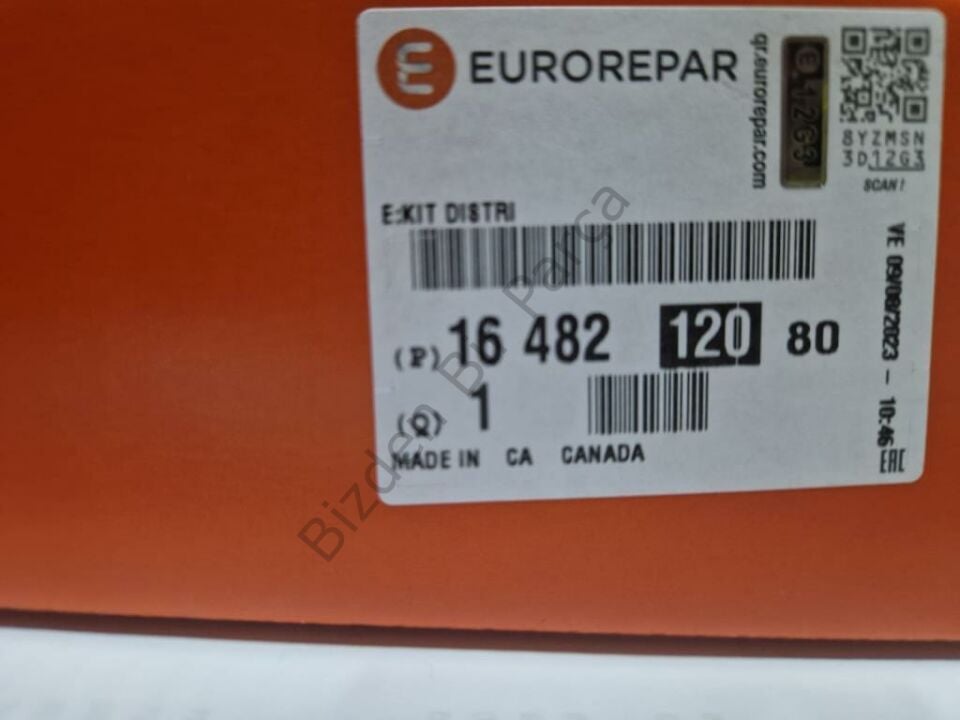 EUROREPAR
qr.eurorepar.com
e.12G3
8YZMSN
3D12G3
SCAN!
E:KIT DISTRI
(P) 16 482 120 80
(Q) 1
MADE IN CA CANADA
VE 09/08/2023 - 10:46
EAC
Bizden Bi Parça